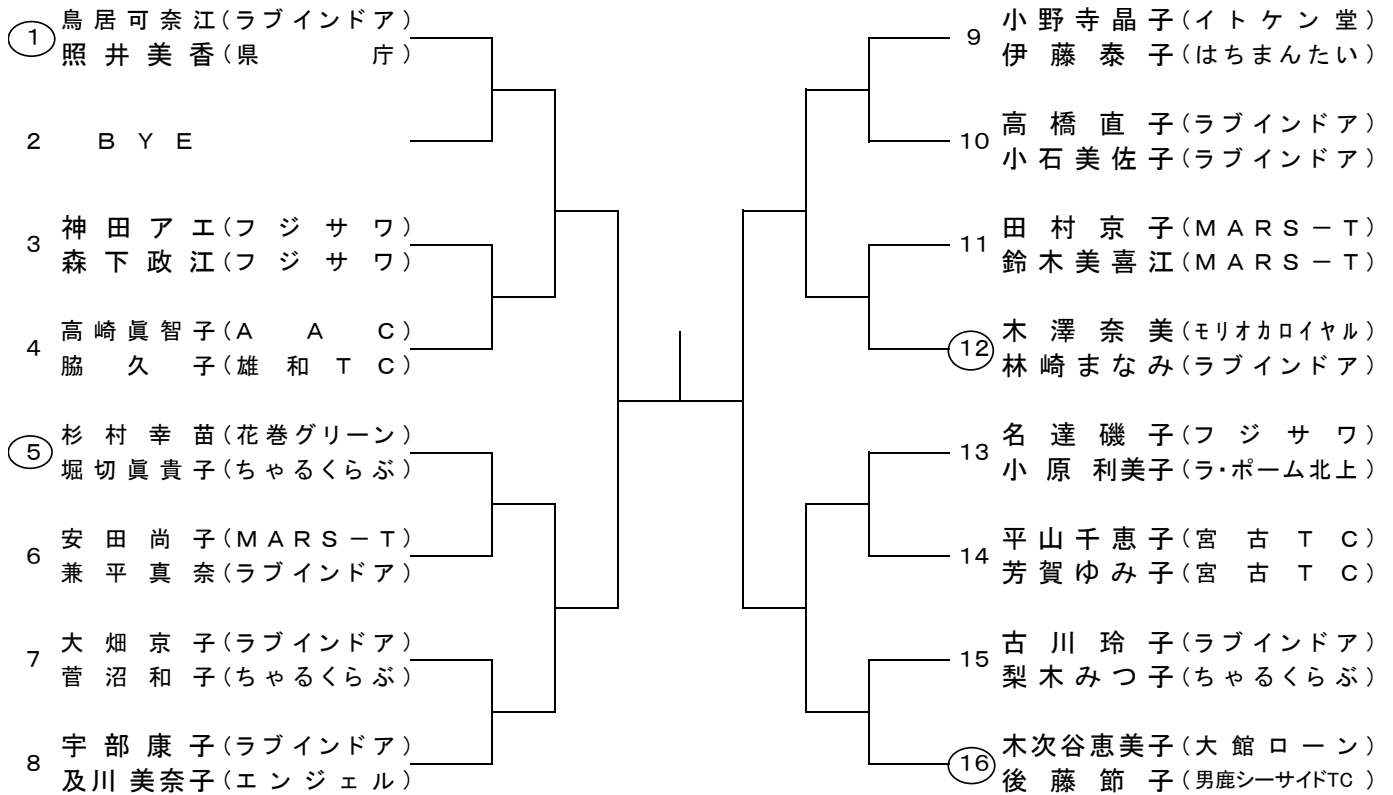 1 鳥居可奈江(ラブインドア)
照井美香(県庁)
2 BYE
3 神田アエ(フジサワ)
森下政江(フジサワ)
4 高崎眞智子(AAC)
脇久子(雄和TC)
5 杉村幸苗(花巻グリーン)
堀切眞貴子(ちゃるくらぶ)
6 安田尚子(MARS-T)
兼平真奈(ラブインドア)
7 大畑京子(ラブインドア)
菅沼和子(ちゃるくらぶ)
8 宇部康子(ラブインドア)
及川美奈子(エンジェル)
9 小野寺晶子(イトケン堂)
伊藤泰子(はちまんたい)
10 高橋直子(ラブインドア)
小石美佐子(ラブインドア)
11 田村京子(MARS-T)
鈴木美喜江(MARS-T)
12 木澤奈美(モリオカロイヤル)
林崎まなみ(ラブインドア)
13 名達磯子(フジサワ)
小原利美子(ラ・ポーム北上)
14 平山千恵子(宮古TC)
芳賀ゆみ子(宮古TC)
15 古川玲子(ラブインドア)
梨木みつ子(ちゃるくらぶ)
16 木次谷恵美子(大館ローン)
後藤節子(男鹿シーサイドTC)